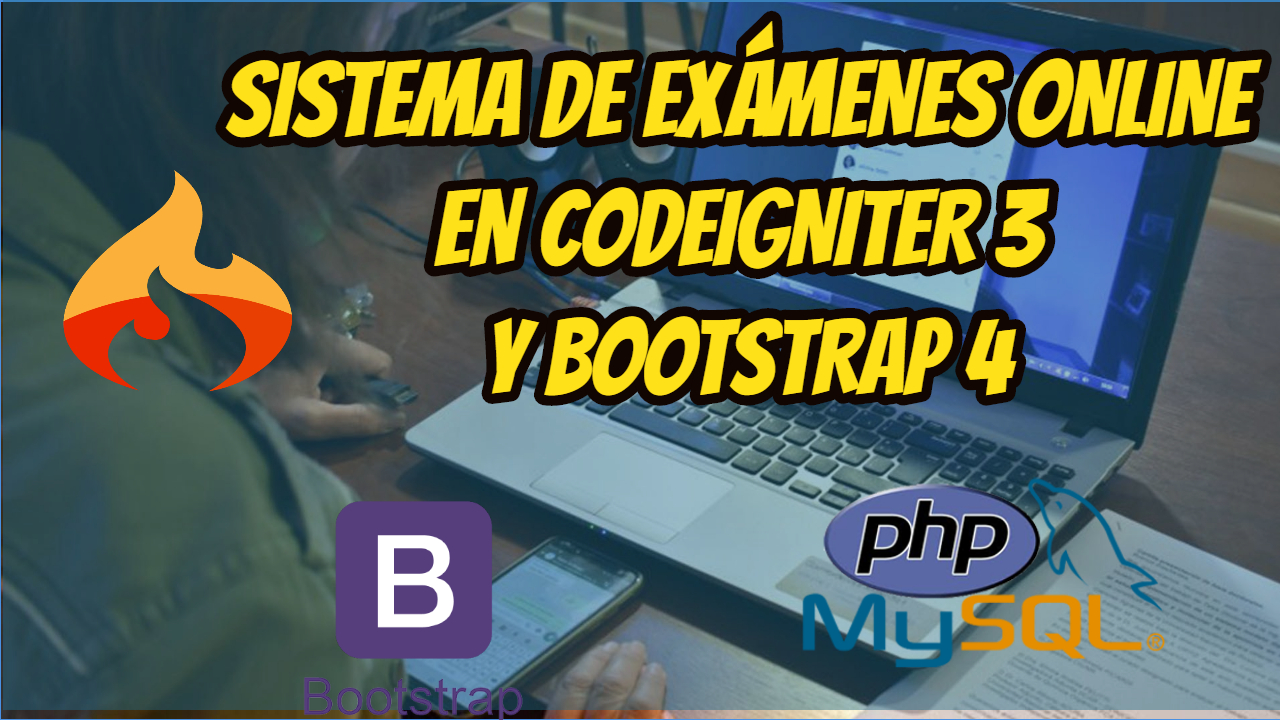 SISTEMA DE EXÁMENES ONLINE
EN CODEIGNITER 3
Y BOOTSTRAP 4
B
Bootstrap
php
MySQL®